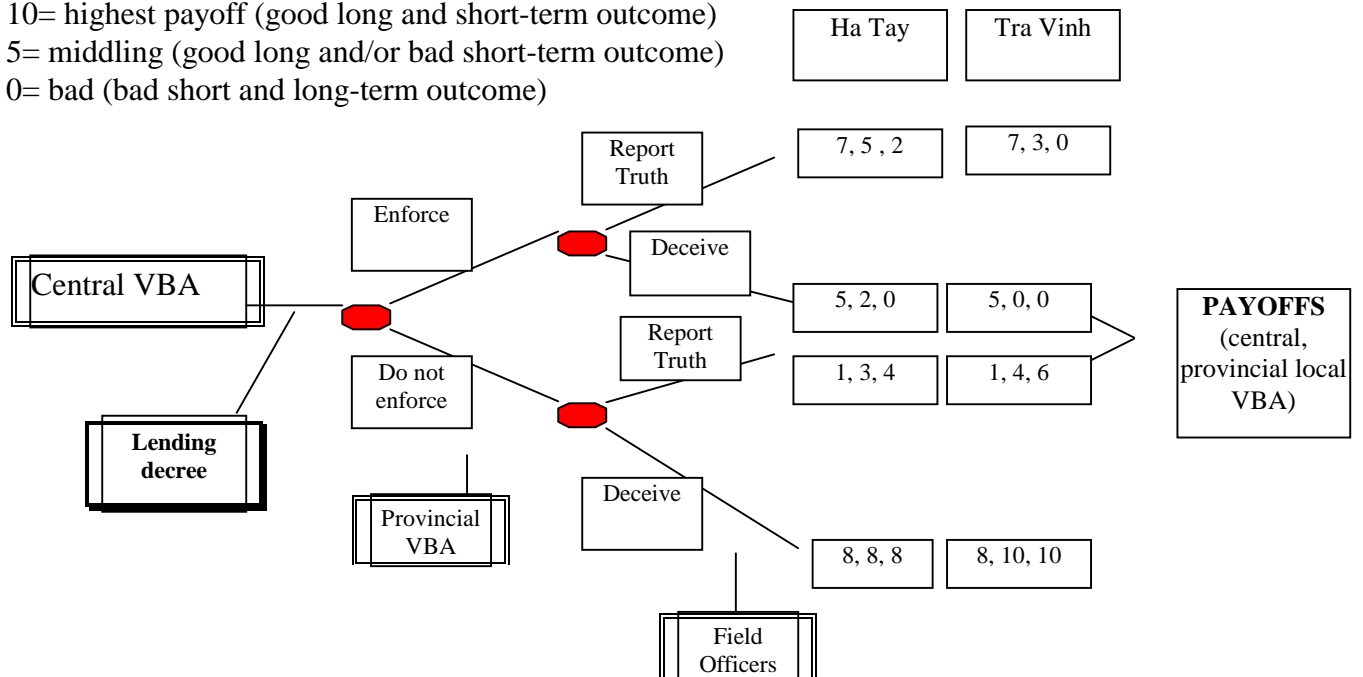 10= highest payoff (good long and short-term outcome)
5= middling (good long and/or bad short-term outcome)
0= bad (bad short and long-term outcome)
Ha Tay
Tra Vinh
Report
Truth
7, 5 , 2
7, 3, 0
Enforce
Deceive
Central VBA
5, 2, 0
5, 0, 0
PAYOFFS
(central,
provincial local
VBA)
Report
Truth
Do not
enforce
1, 3, 4
1, 4, 6
Lending
decree
Deceive
Provincial
VBA
8, 8, 8
8, 10, 10
Field
Officers